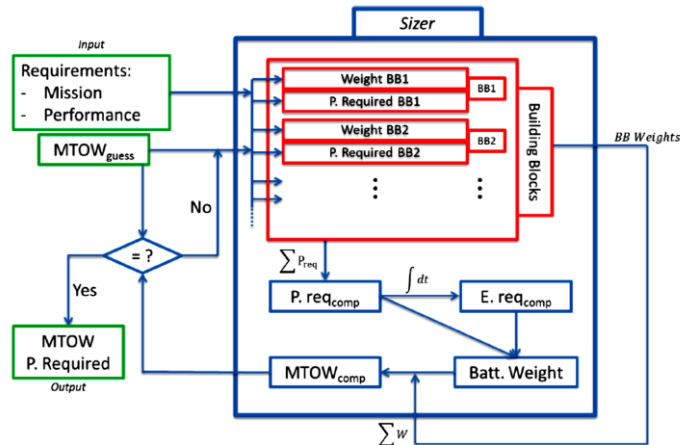 Sizer
Input
Requirements:
- Mission
- Performance
MTOWguess
No
= ?
Yes
MTOW
P. Required
Output
Weight BB1
P. Required BB1
BB1
Weight BB2
P. Required BB2
BB2
⋮ ⋮
Building Blocks
BB Weights
∑ Preq
P. reqcomp
∫ dt
E. reqcomp
MTOWcomp
Batt. Weight
∑ W